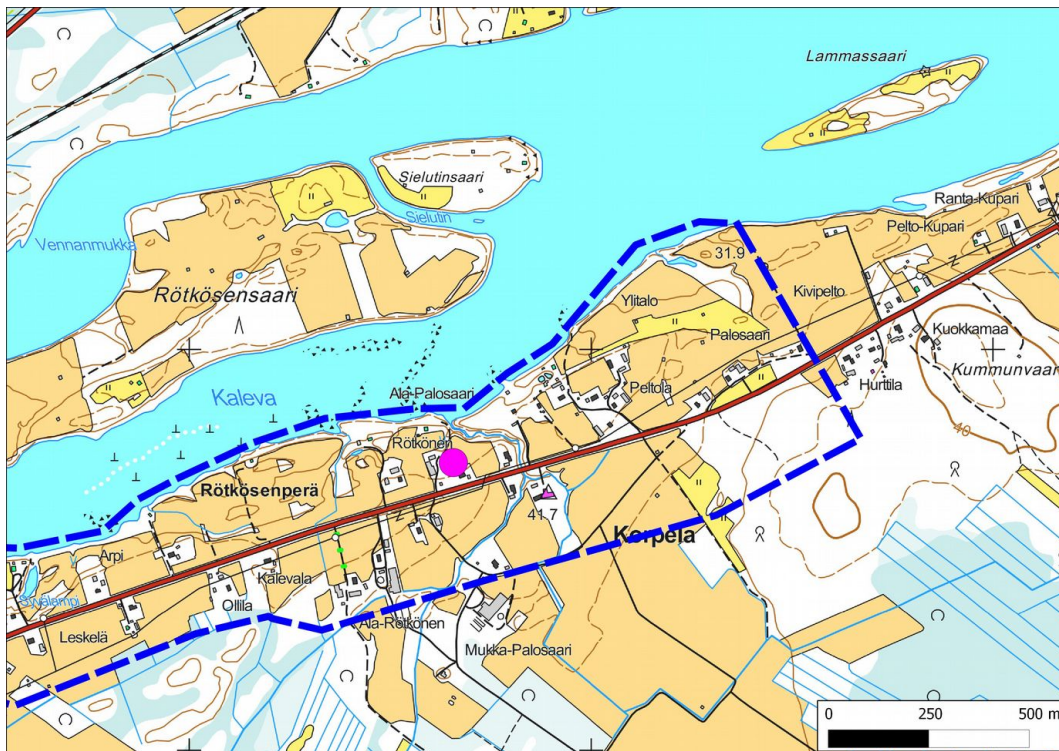 Lammassaari
Sielutinsaari
Ranta-Kupari
Sielutin
Pelto-Kupari
Vennanmukka
31.9
Rötkösensaari
Ylitalo
Kivipelto
Palosaari
Kuokkamaa
Kummunvaar
Hurttila
Peltola
Ala-Palosaari
Kaleva
40
Rötkönen
Rötkösenperä
41.7
Korpela
Arpi
Kalevala
Syvälampi
Ollila
Ala-Rötkönen
Leskelä
Mukka-Palosaari
0 250 500 m